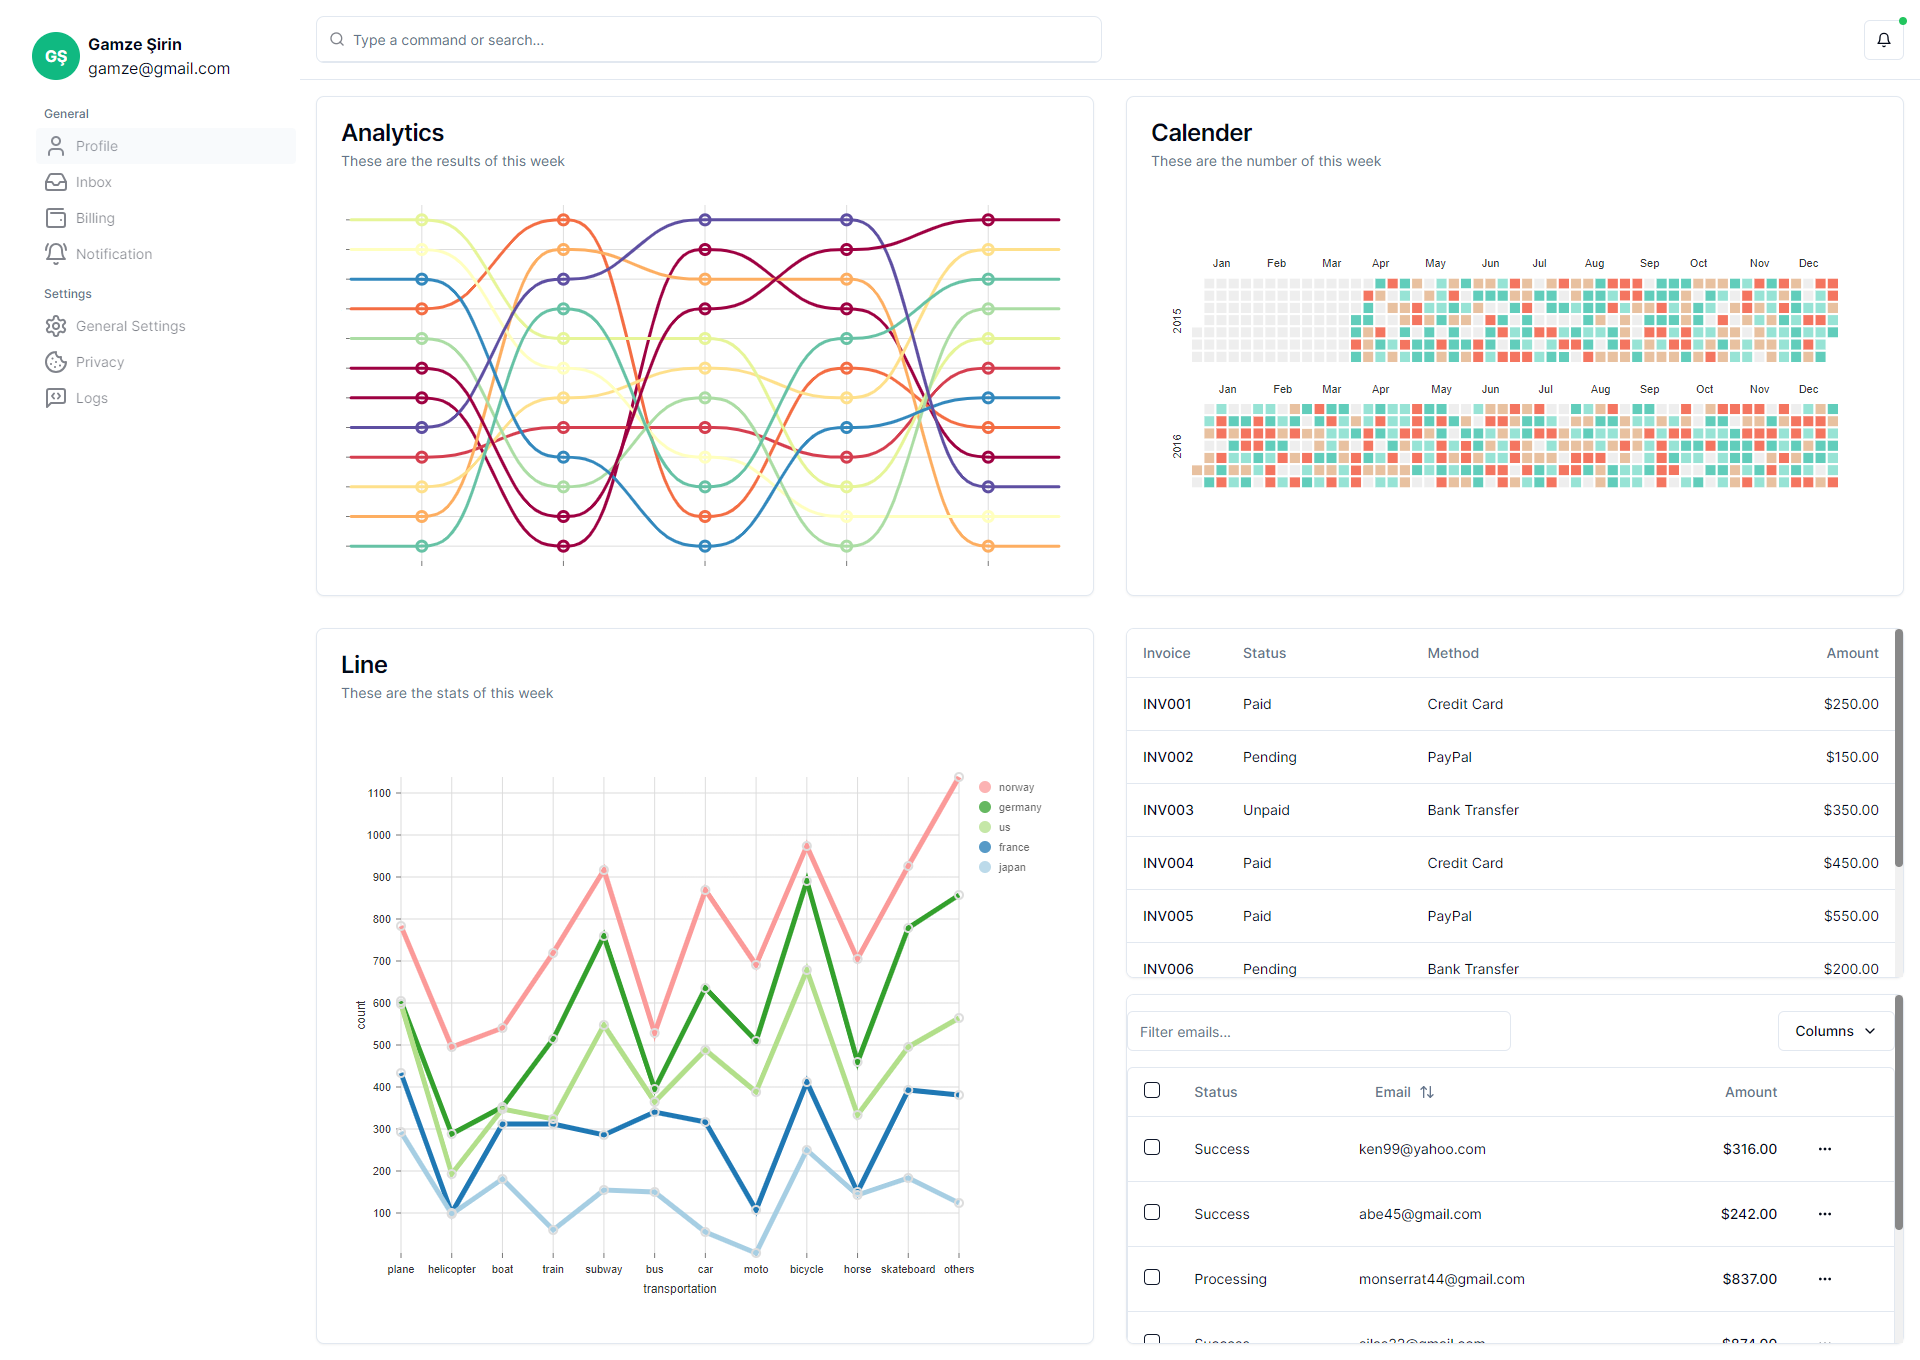 GŞ
Gamze Şirin
gamze@gmail.com
General
Profile
Inbox
Billing
Notification
Settings
General Settings
Privacy
Logs
Type a command or search...
Analytics
These are the results of this week
Calender
These are the number of this week
Jan Feb Mar Apr May Jun Jul Aug Sep Oct Nov Dec
2015
Jan Feb Mar Apr May Jun Jul Aug Sep Oct Nov Dec
2016
Line
These are the stats of this week
1100
1000
900
800
700
600
500
400
300
200
100
count
plane helicopter boat train subway bus car moto bicycle horse skateboard others
transportation
norway
germany
us
france
japan
Invoice Status Method Amount
INV001 Paid Credit Card $250.00
INV002 Pending PayPal $150.00
INV003 Unpaid Bank Transfer $350.00
INV004 Paid Credit Card $450.00
INV005 Paid PayPal $550.00
INV006 Pending Bank Transfer $200.00
Filter emails...
Columns
Status Email Amount
Success ken99@yahoo.com $316.00
Success abe45@gmail.com $242.00
Processing monserrat44@gmail.com $837.00